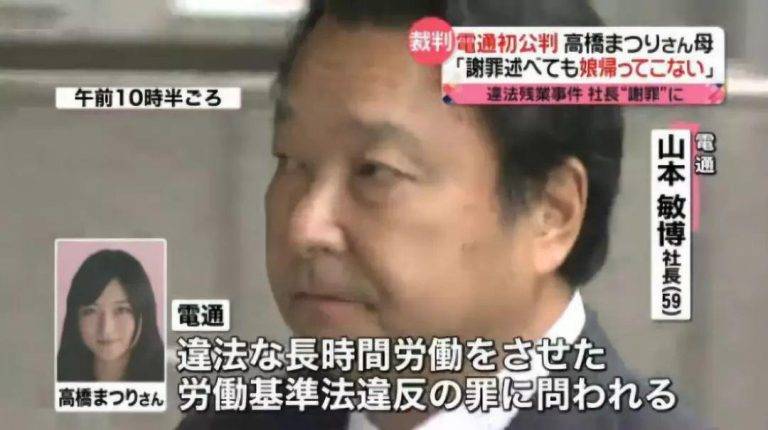 裁判
電通初公判 高橋まつりさん母
「謝罪述べても娘帰ってこない」
違法残業事件 社長“謝罪”に
午前10時半ごろ
電通
山本 敏博 社長(59)
電通
違法な長時間労働をさせた
労働基準法違反の罪に問われる
高橋まつりさん